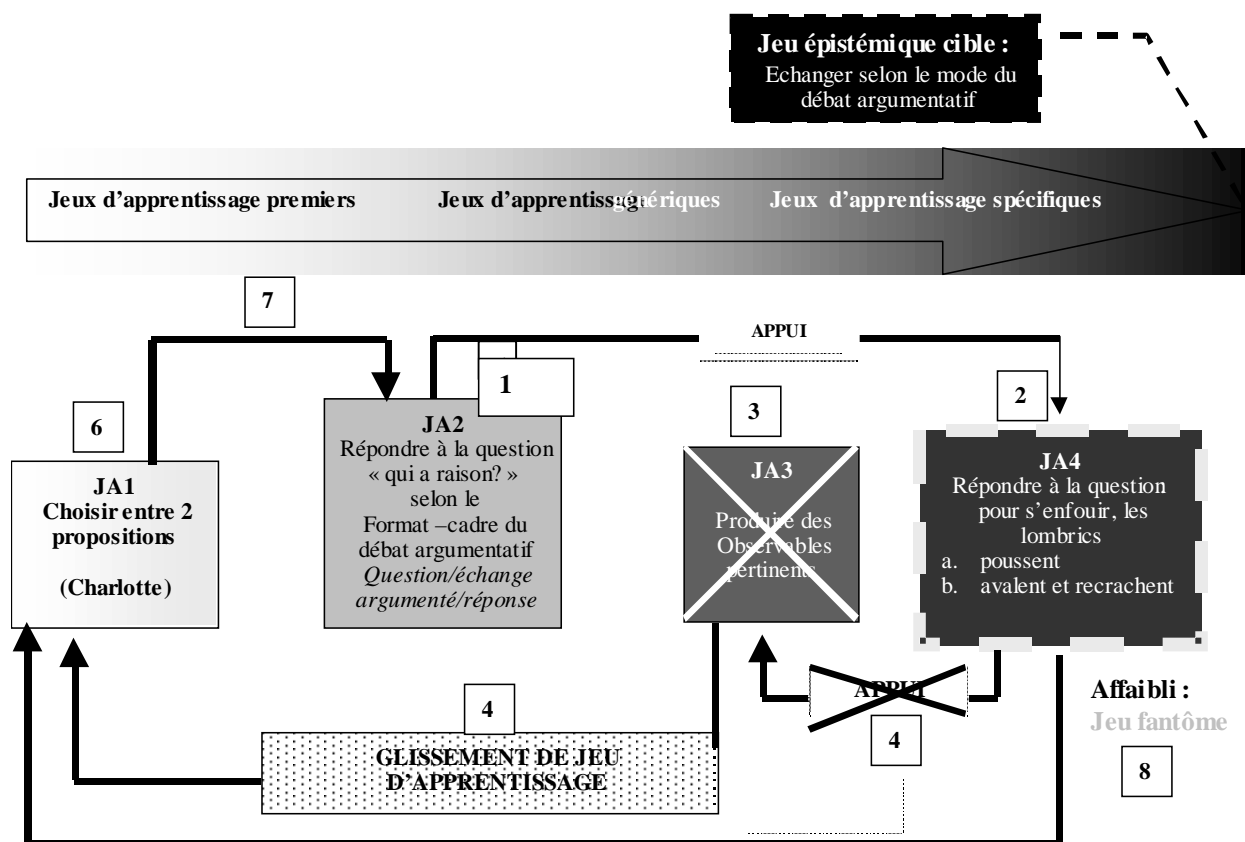 Jeu épistémique cible :
Echanger selon le mode du
débat argumentatif
Jeux d'apprentissage premiers
Jeux d'apprentissage génériques
Jeux d'apprentissage spécifiques
7
APPUI
1
2
3
6
JA1
Choisir entre 2
propositions
(Charlotte)
JA2
Répondre à la question
« qui a raison? »
selon le
Format –cadre du
débat argumentatif
Question/échange
argumenté/réponse
JA3
Produire des
Observables
pertinents
JA4
Répondre à la question
pour s'enfouir, les
lombrics
a. poussent
b. avalent et recrachent
APPUI
4
Affaibli :
Jeu fantôme
8
4
GLISSEMENT DE JEU
D'APPRENTISSAGE